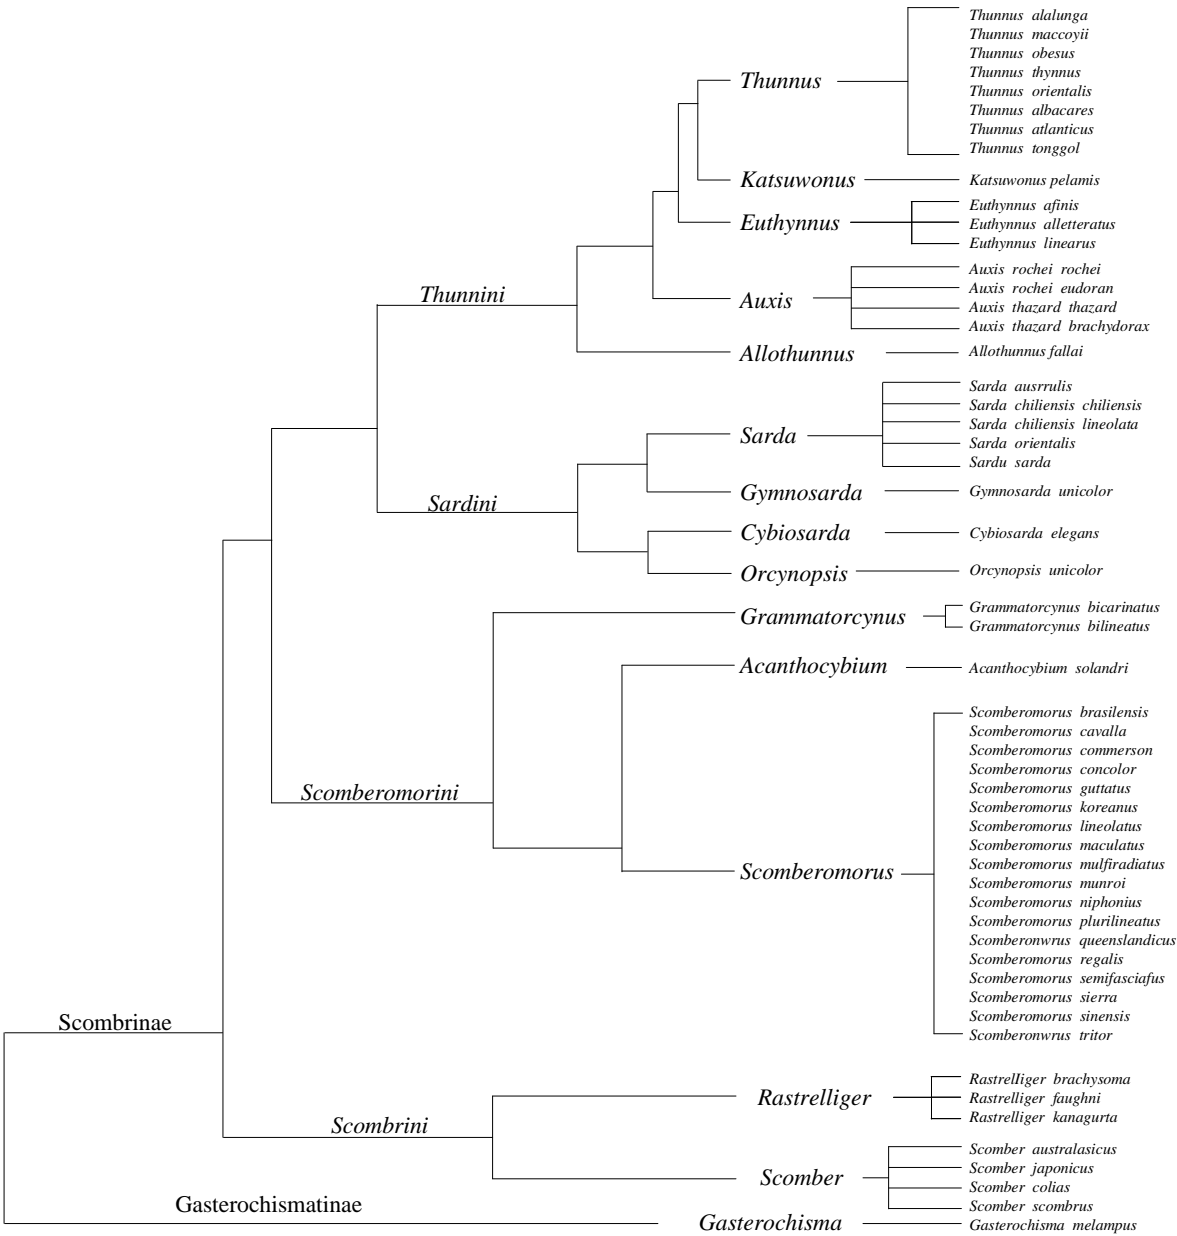 Thunnus alalunga
Thunnus maccoyii
Thunnus obesus
Thunnus thynnus
Thunnus
Thunnus orientalis
Thunnus albacares
Thunnus atlanticus
Thunnus tonggol
Katsuwonus
Katsuwonus pelamis
Euthynnus afinis
Euthynnus
Euthynnus alletteratus
Euthynnus linearus
Auxis rochei rochei
Auxis rochei eudoran
Thunnini
Auxis
Auxis thazard thazard
Auxis thazard brachydorax
Allothunnus
Allothunnus fallai
Sarda ausrrulis
Sarda chiliensis chiliensis
Sarda chiliensis lineolata
Sarda
Sarda orientalis
Sardu sarda
Sardini
Gymnosarda
Gymnosarda unicolor
Cybiosarda
Cybiosarda elegans
Orcynopsis
Orcynopsis unicolor
Grammatorcynus bicarinatus
Grammatorcynus
Grammatorcynus bilineatus
Acanthocybium
Acanthocybium solandri
Scomberomorus brasilensis
Scomberomorus cavalla
Scomberomorus commerson
Scomberomorus concolor
Scomberomorini
Scomberomorus guttatus
Scomberomorus koreanus
Scomberomorus lineolatus
Scomberomorus maculatus
Scomberomorus mulfiradiatus
Scomberomorus
Scomberomorus munroi
Scomberomorus niphonius
Scomberomorus plurilineatus
Scomberonwrus queenslandicus
Scomberomorus regalis
Scomberomorus semifasciafus
Scomberomorus sierra
Scomberomorus sinensis
Scombrinae
Scomberonwrus tritor
RastrelIiger brachysoma
Rastrelliger
Rastrelliger faughni
Rastrelliger kanagurta
Scombrini
Scomber australasicus
Scomber japonicus
Scomber
Scomber colias
Scomber scombrus
Gasterochismatinae
Gasterochisma
Gasterochisma melampus